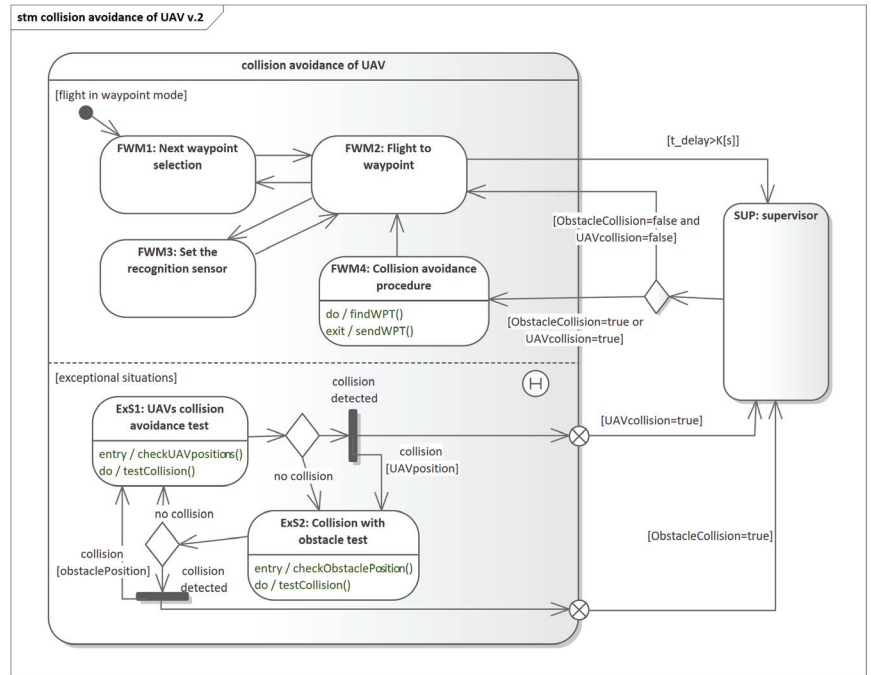 stm collision avoidance of UAV v.2
collision avoidance of UAV
[flight in waypoint mode]
FWM1: Next waypoint
selection
FWM2: Flight to
waypoint
[t_delay>K[s]]
SUP: supervisor
[ObstacleCollision=false and
UAVcollision=false]
FWM3: Set the
recognition sensor
FWM4: Collision avoidance
procedure
do / findWPT()
exit / sendWPT()
[ObstacleCollision=true or
UAVcollision=true]
[exceptional situations]
H
collision
detected
ExS1: UAVs collision
avoidance test
entry / checkUAVpositions()
do / testCollision()
[UAVcollision=true]
collision
[UAVposition]
no collision
no collision
ExS2: Collision with
obstacle test
entry / checkObstaclePosition()
do / testCollision()
[ObstacleCollision=true]
collision
[obstaclePosition]
collision
detected